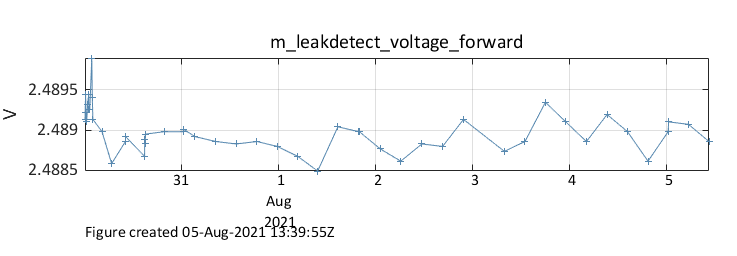 m_leakdetect_voltage_forward
V
2.4895
2.489
2.4885
31 1 2 3 4 5
Aug
2021
Figure created 05-Aug-2021 13:39:55Z